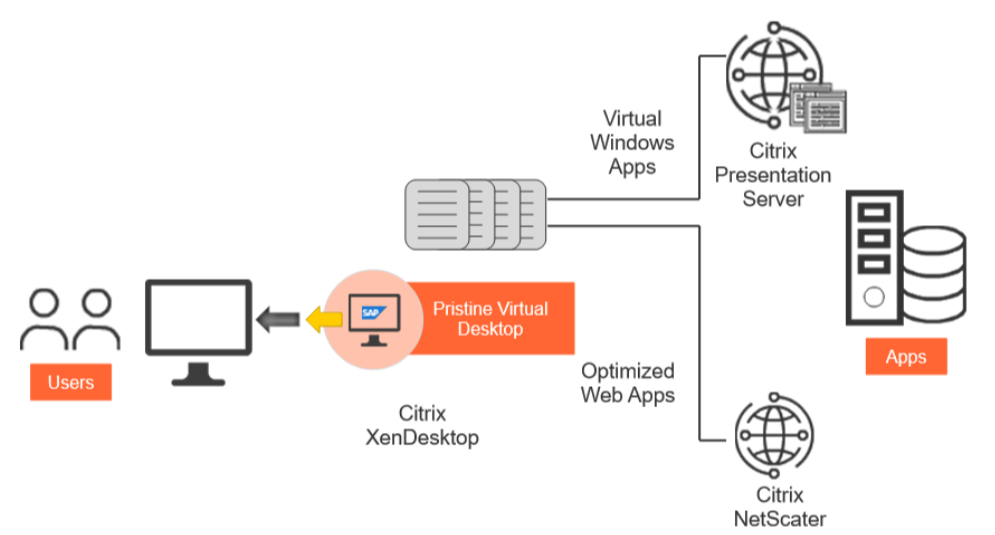 Virtual
Windows
Apps
Citrix
Presentation
Server
SAP
Pristine Virtual
Desktop
Users
Apps
Optimized
Web Apps
Citrix
XenDesktop
Citrix
NetScater